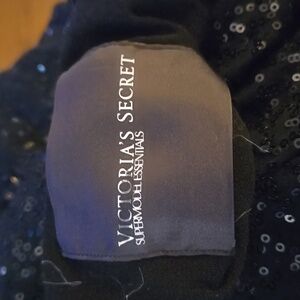 VICTORIA'S SECRET
SUPERMODEL ESSENTIALS